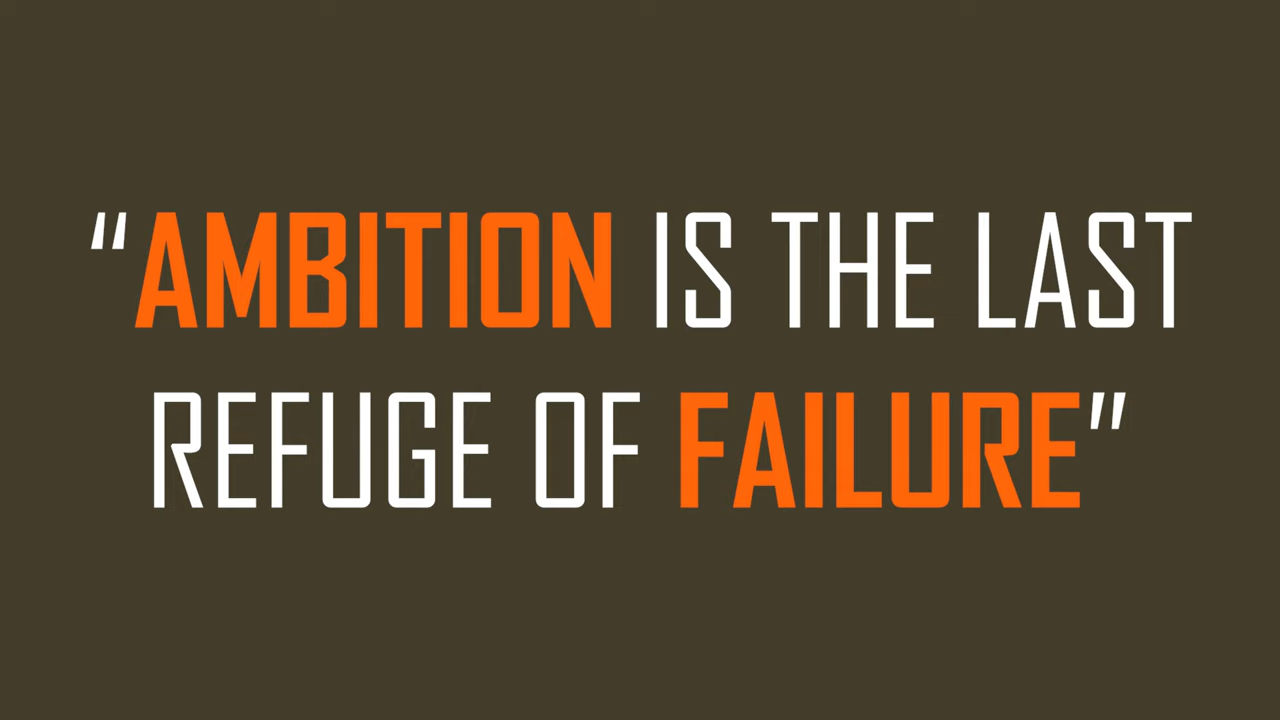 “AMBITION IS THE LAST
REFUGE OF FAILURE”